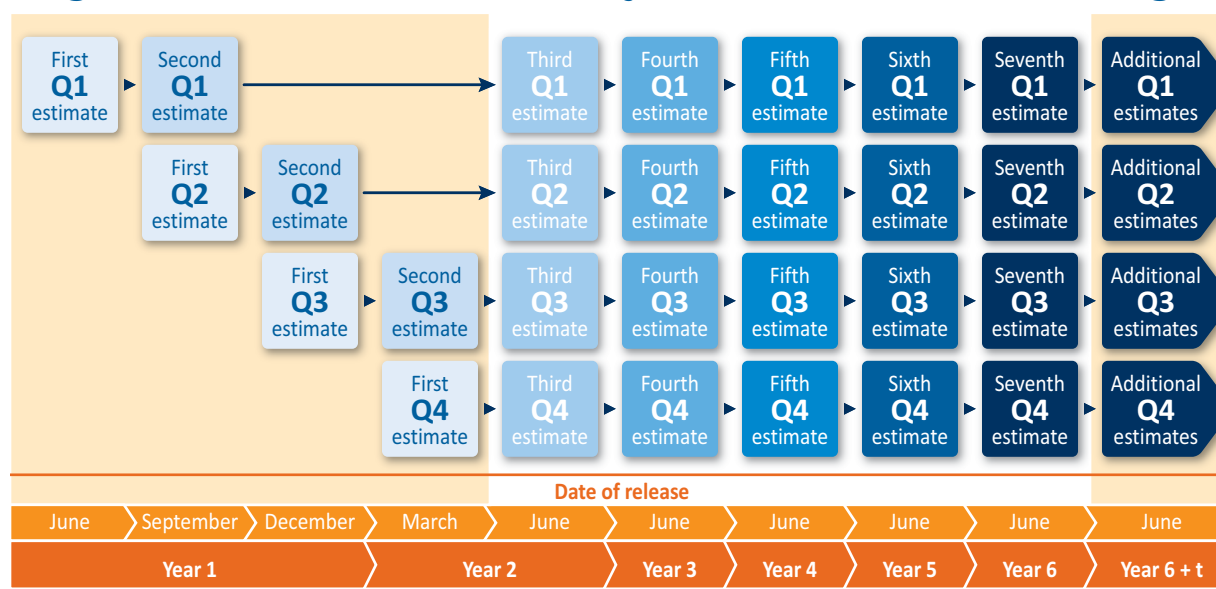 First
Q1
estimate
Second
Q1
estimate
Third
Q1
estimate
Fourth
Q1
estimate
Fifth
Q1
estimate
Sixth
Q1
estimate
Seventh
Q1
estimate
Additional
Q1
estimates
First
Q2
estimate
Second
Q2
estimate
Third
Q2
estimate
Fourth
Q2
estimate
Fifth
Q2
estimate
Sixth
Q2
estimate
Seventh
Q2
estimate
Additional
Q2
estimates
First
Q3
estimate
Second
Q3
estimate
Third
Q3
estimate
Fourth
Q3
estimate
Fifth
Q3
estimate
Sixth
Q3
estimate
Seventh
Q3
estimate
Additional
Q3
estimates
First
Q4
estimate
Third
Q4
estimate
Fourth
Q4
estimate
Fifth
Q4
estimate
Sixth
Q4
estimate
Seventh
Q4
estimate
Additional
Q4
estimates
Date of release
June September December March June June June June June June
Year 1 Year 2 Year 3 Year 4 Year 5 Year 6 Year 6 + t